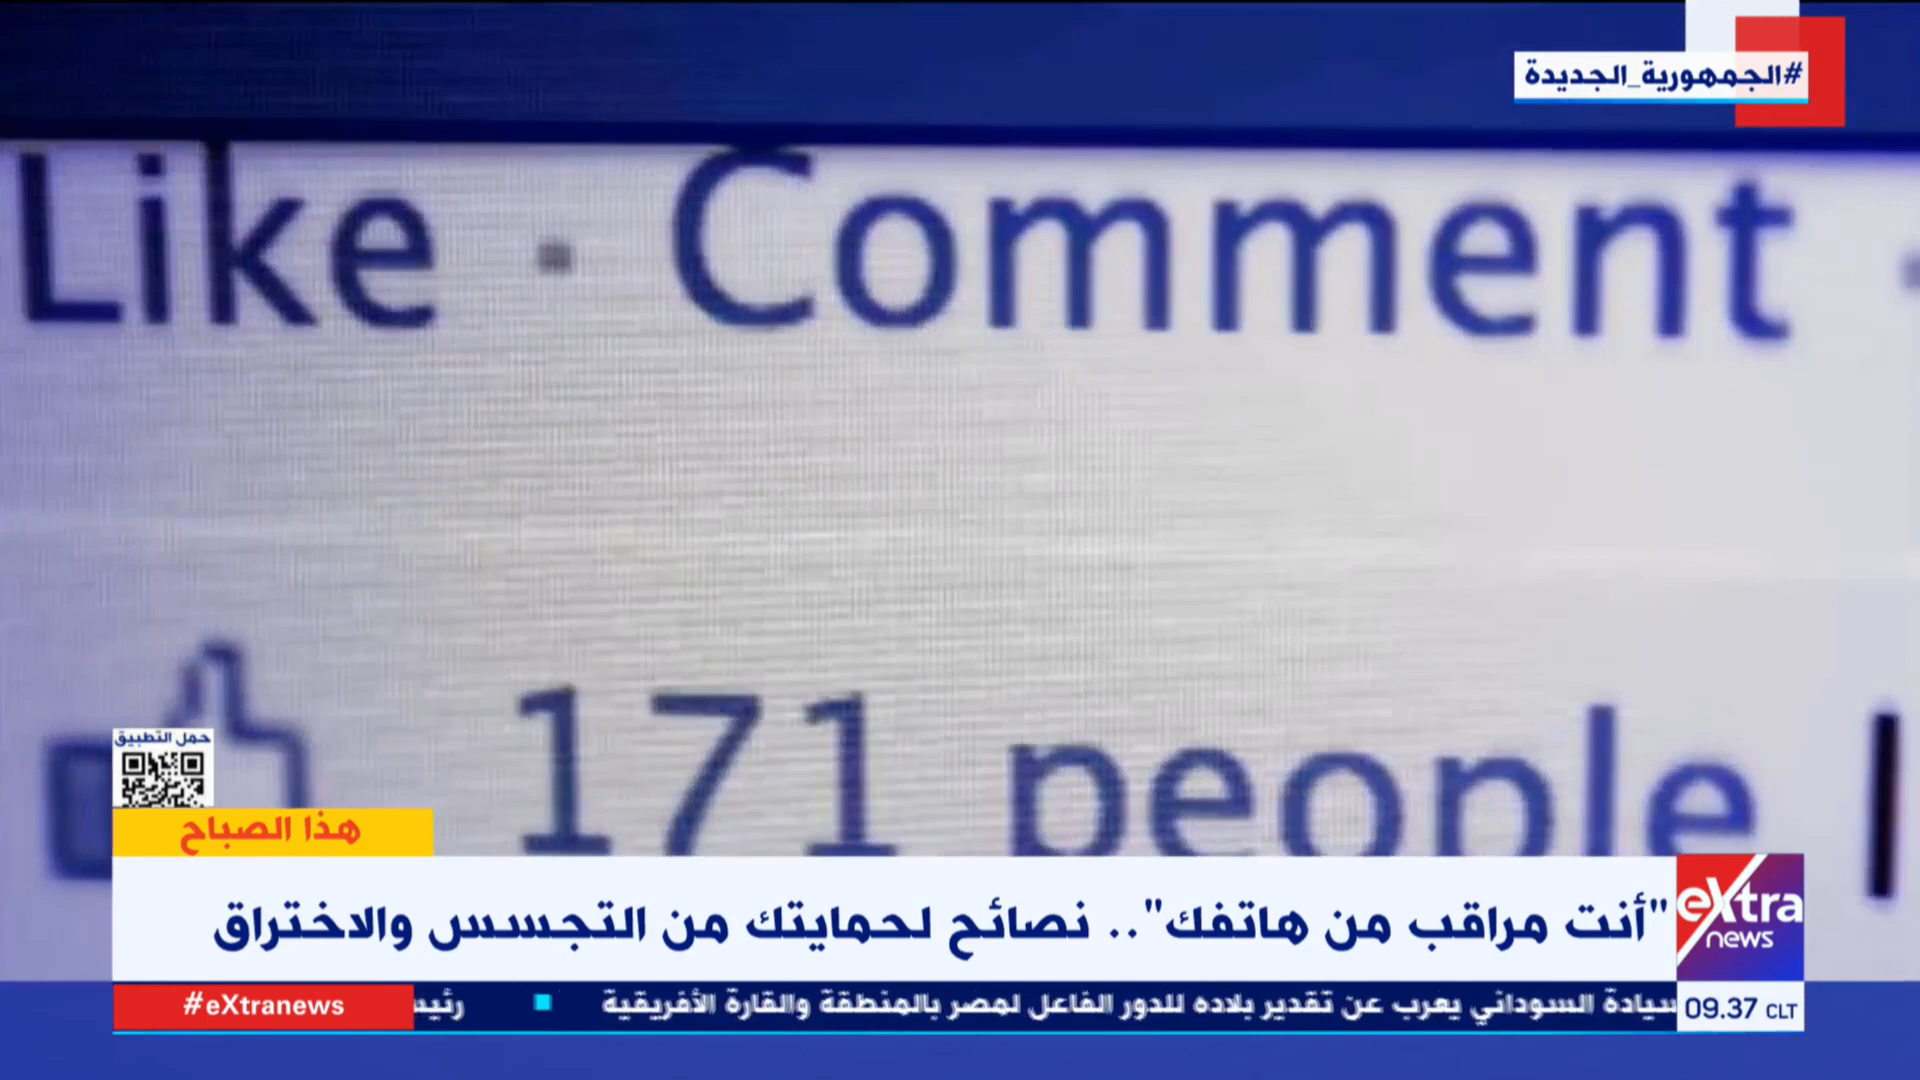 #الجمهورية_الجديدة
Like · Comment ·
171 people l
حمل التطبيق
هذا الصباح
"أنت مراقب من هاتفك".. نصائح لحمايتك من التجسس والاختراق
eXtra
news
#eXtranews
سيادة السوداني يعرب عن تقدير بلاده للدور الفاعل لمصر بالمنطقة والقارة الأفريقية ▪ رئيس
09.37 CLT